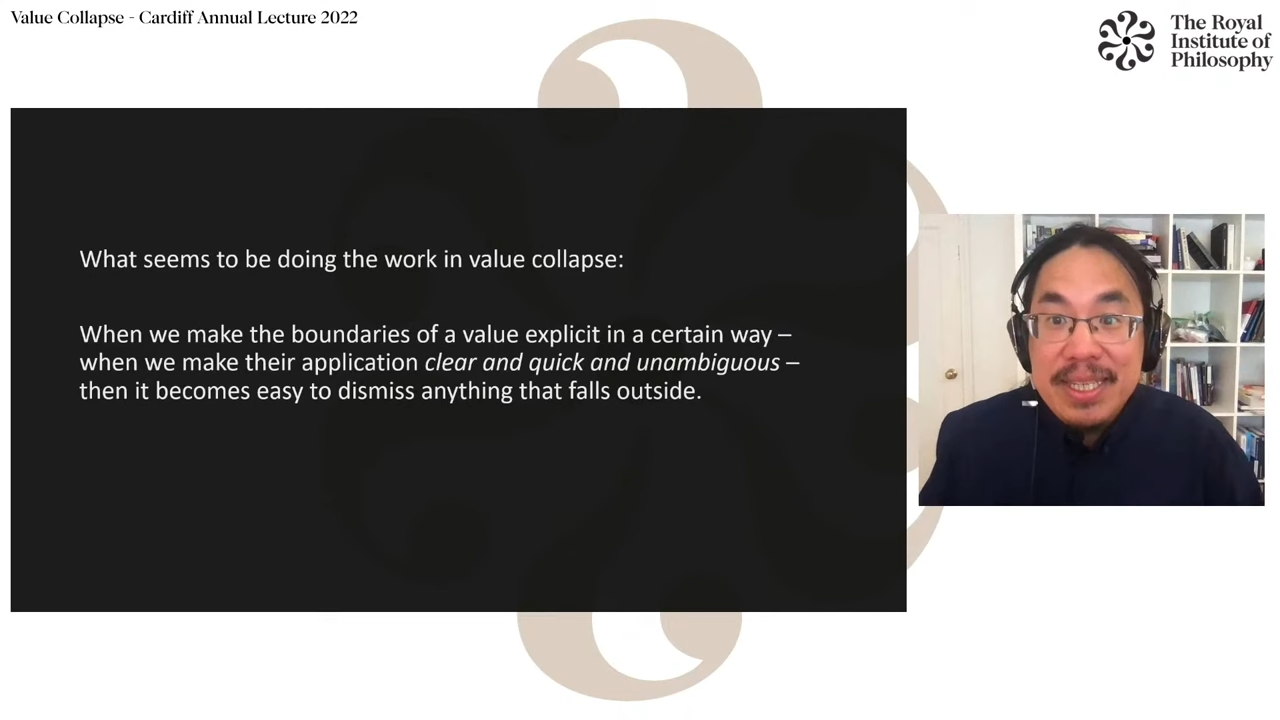 Value Collapse - Cardiff Annual Lecture 2022
The Royal
Institute of
Philosophy
What seems to be doing the work in value collapse:
When we make the boundaries of a value explicit in a certain way –
when we make their application clear and quick and unambiguous –
then it becomes easy to dismiss anything that falls outside.